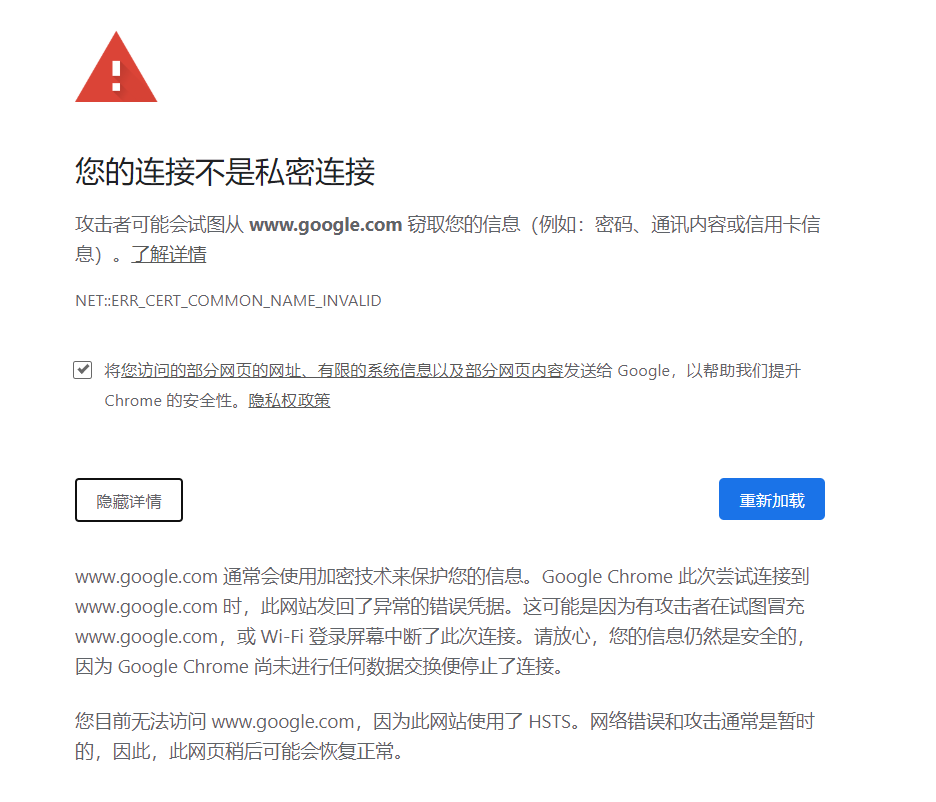 您的连接不是私密连接
攻击者可能会试图从 www.google.com 窃取您的信息（例如：密码、通讯内容或信用卡信
息）。了解详情
NET::ERR_CERT_COMMON_NAME_INVALID
将您访问的部分网页的网址、有限的系统信息以及部分网页内容发送给 Google，以帮助我们提升
Chrome 的安全性。隐私权政策
隐藏详情
重新加载
www.google.com 通常会使用加密技术来保护您的信息。Google Chrome 此次尝试连接到
www.google.com 时，此网站发回了异常的错误凭据。这可能是因为有攻击者在试图冒充
www.google.com，或 Wi-Fi 登录屏幕中断了此次连接。请放心，您的信息仍然是安全的，
因为 Google Chrome 尚未进行任何数据交换便停止了连接。
您目前无法访问 www.google.com，因为此网站使用了 HSTS。网络错误和攻击通常是暂时
的，因此，此网页稍后可能会恢复正常。